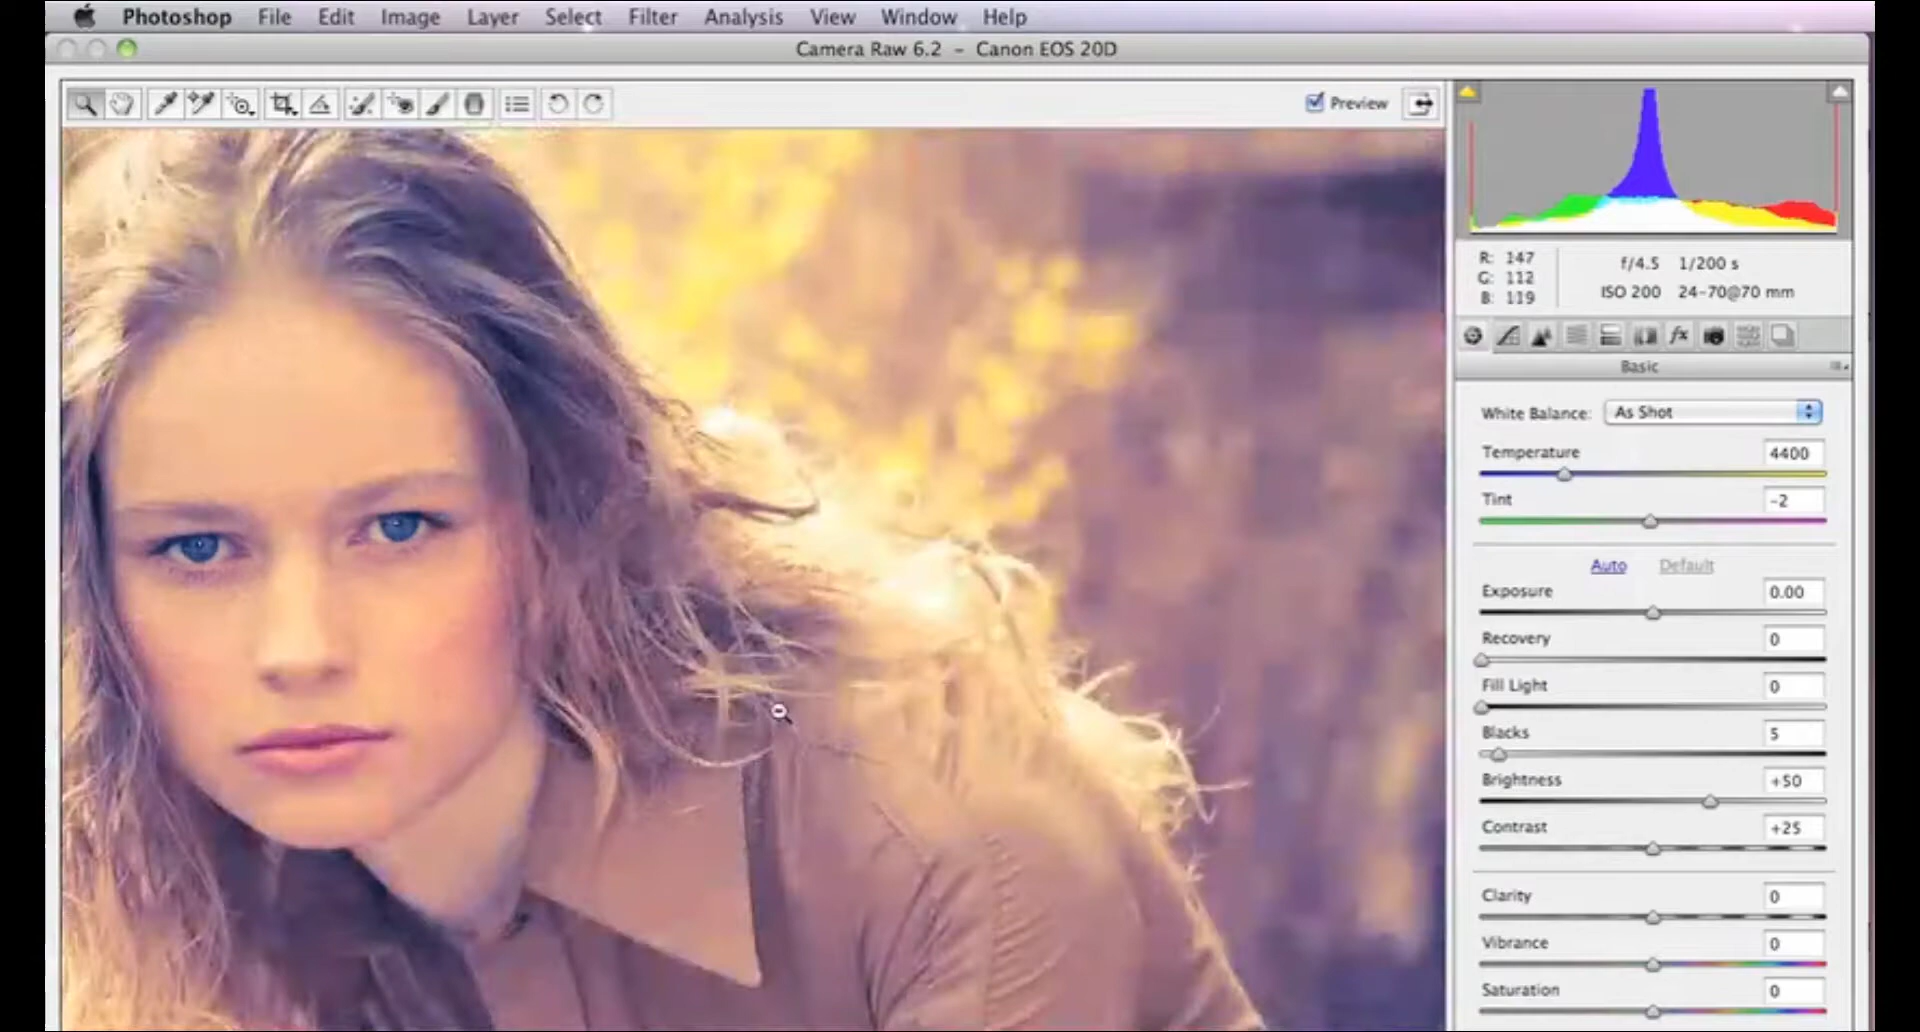 Photoshop File Edit Image Layer Select Filter Analysis View Window Help
Camera Raw 6.2 - Canon EOS 20D
Preview
R: 147
G: 112
B: 119
f/4.5 1/200 s
ISO 200 24-70@70 mm
fx
Basic
White Balance: As Shot
Temperature 4400
Tint -2
Auto Default
Exposure 0.00
Recovery 0
Fill Light 0
Blacks 5
Brightness +50
Contrast +25
Clarity 0
Vibrance 0
Saturation 0